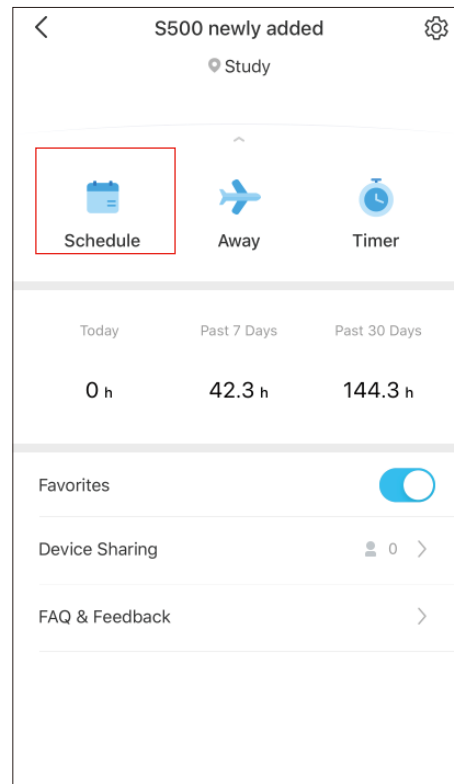 S500 newly added
Study
Schedule Away Timer
Today Past 7 Days Past 30 Days
0 h 42.3 h 144.3 h
Favorites
Device Sharing 0
FAQ & Feedback